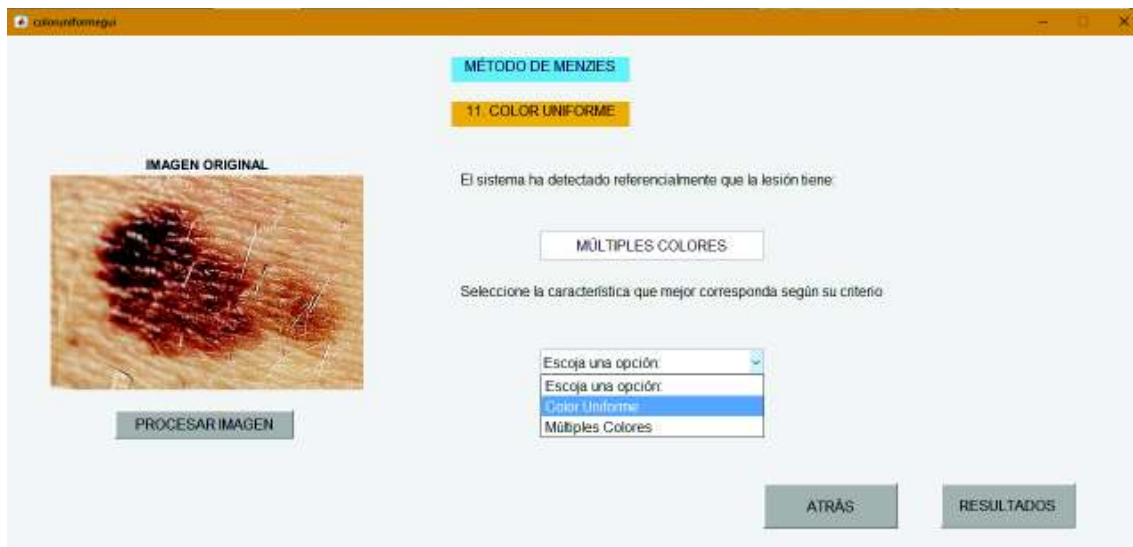 coloruniformegui
MÉTODO DE MENZIES
11. COLOR UNIFORME
IMAGEN ORIGINAL
El sistema ha detectado referencialmente que la lesión tiene:
MÚLTIPLES COLORES
Seleccione la característica que mejor corresponda según su criterio
Escoja una opción:
Escoja una opción:
Color Uniforme
Múltiples Colores
PROCESAR IMAGEN
ATRÁS
RESULTADOS